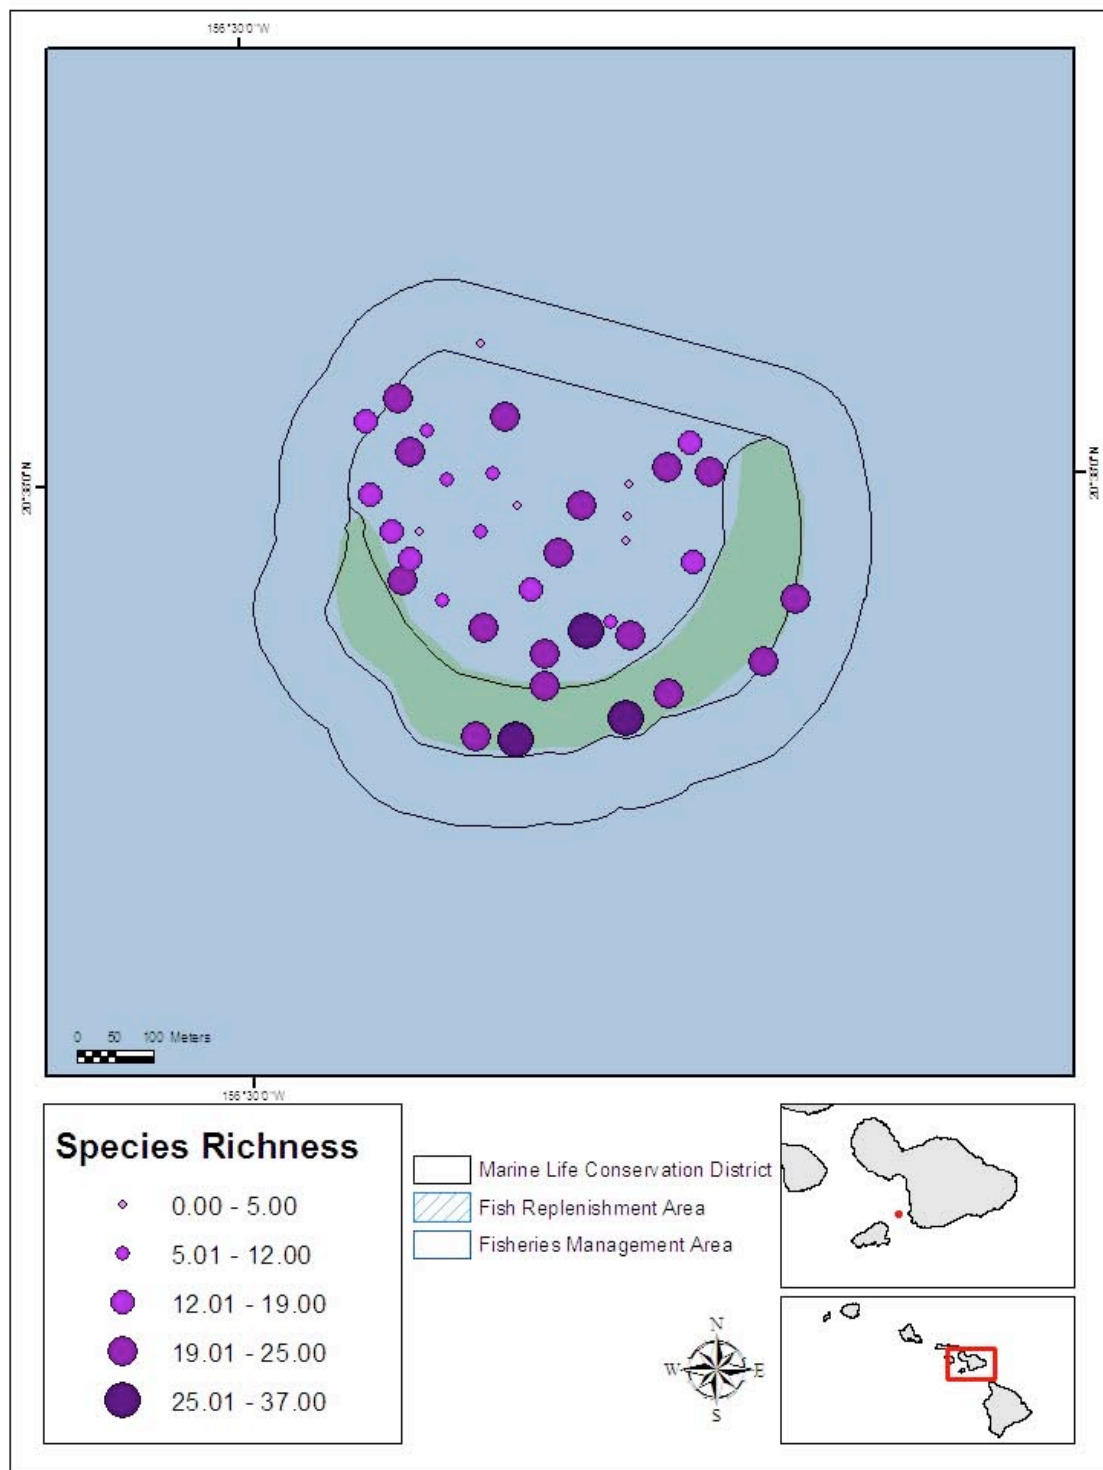 156°30'0"W
20°38'0"N
20°38'0"N
0 50 100 Meters
156°30'0"W
Species Richness
0.00 - 5.00
5.01 - 12.00
12.01 - 19.00
19.01 - 25.00
25.01 - 37.00
Marine Life Conservation District
Fish Replenishment Area
Fisheries Management Area
N
W E
S